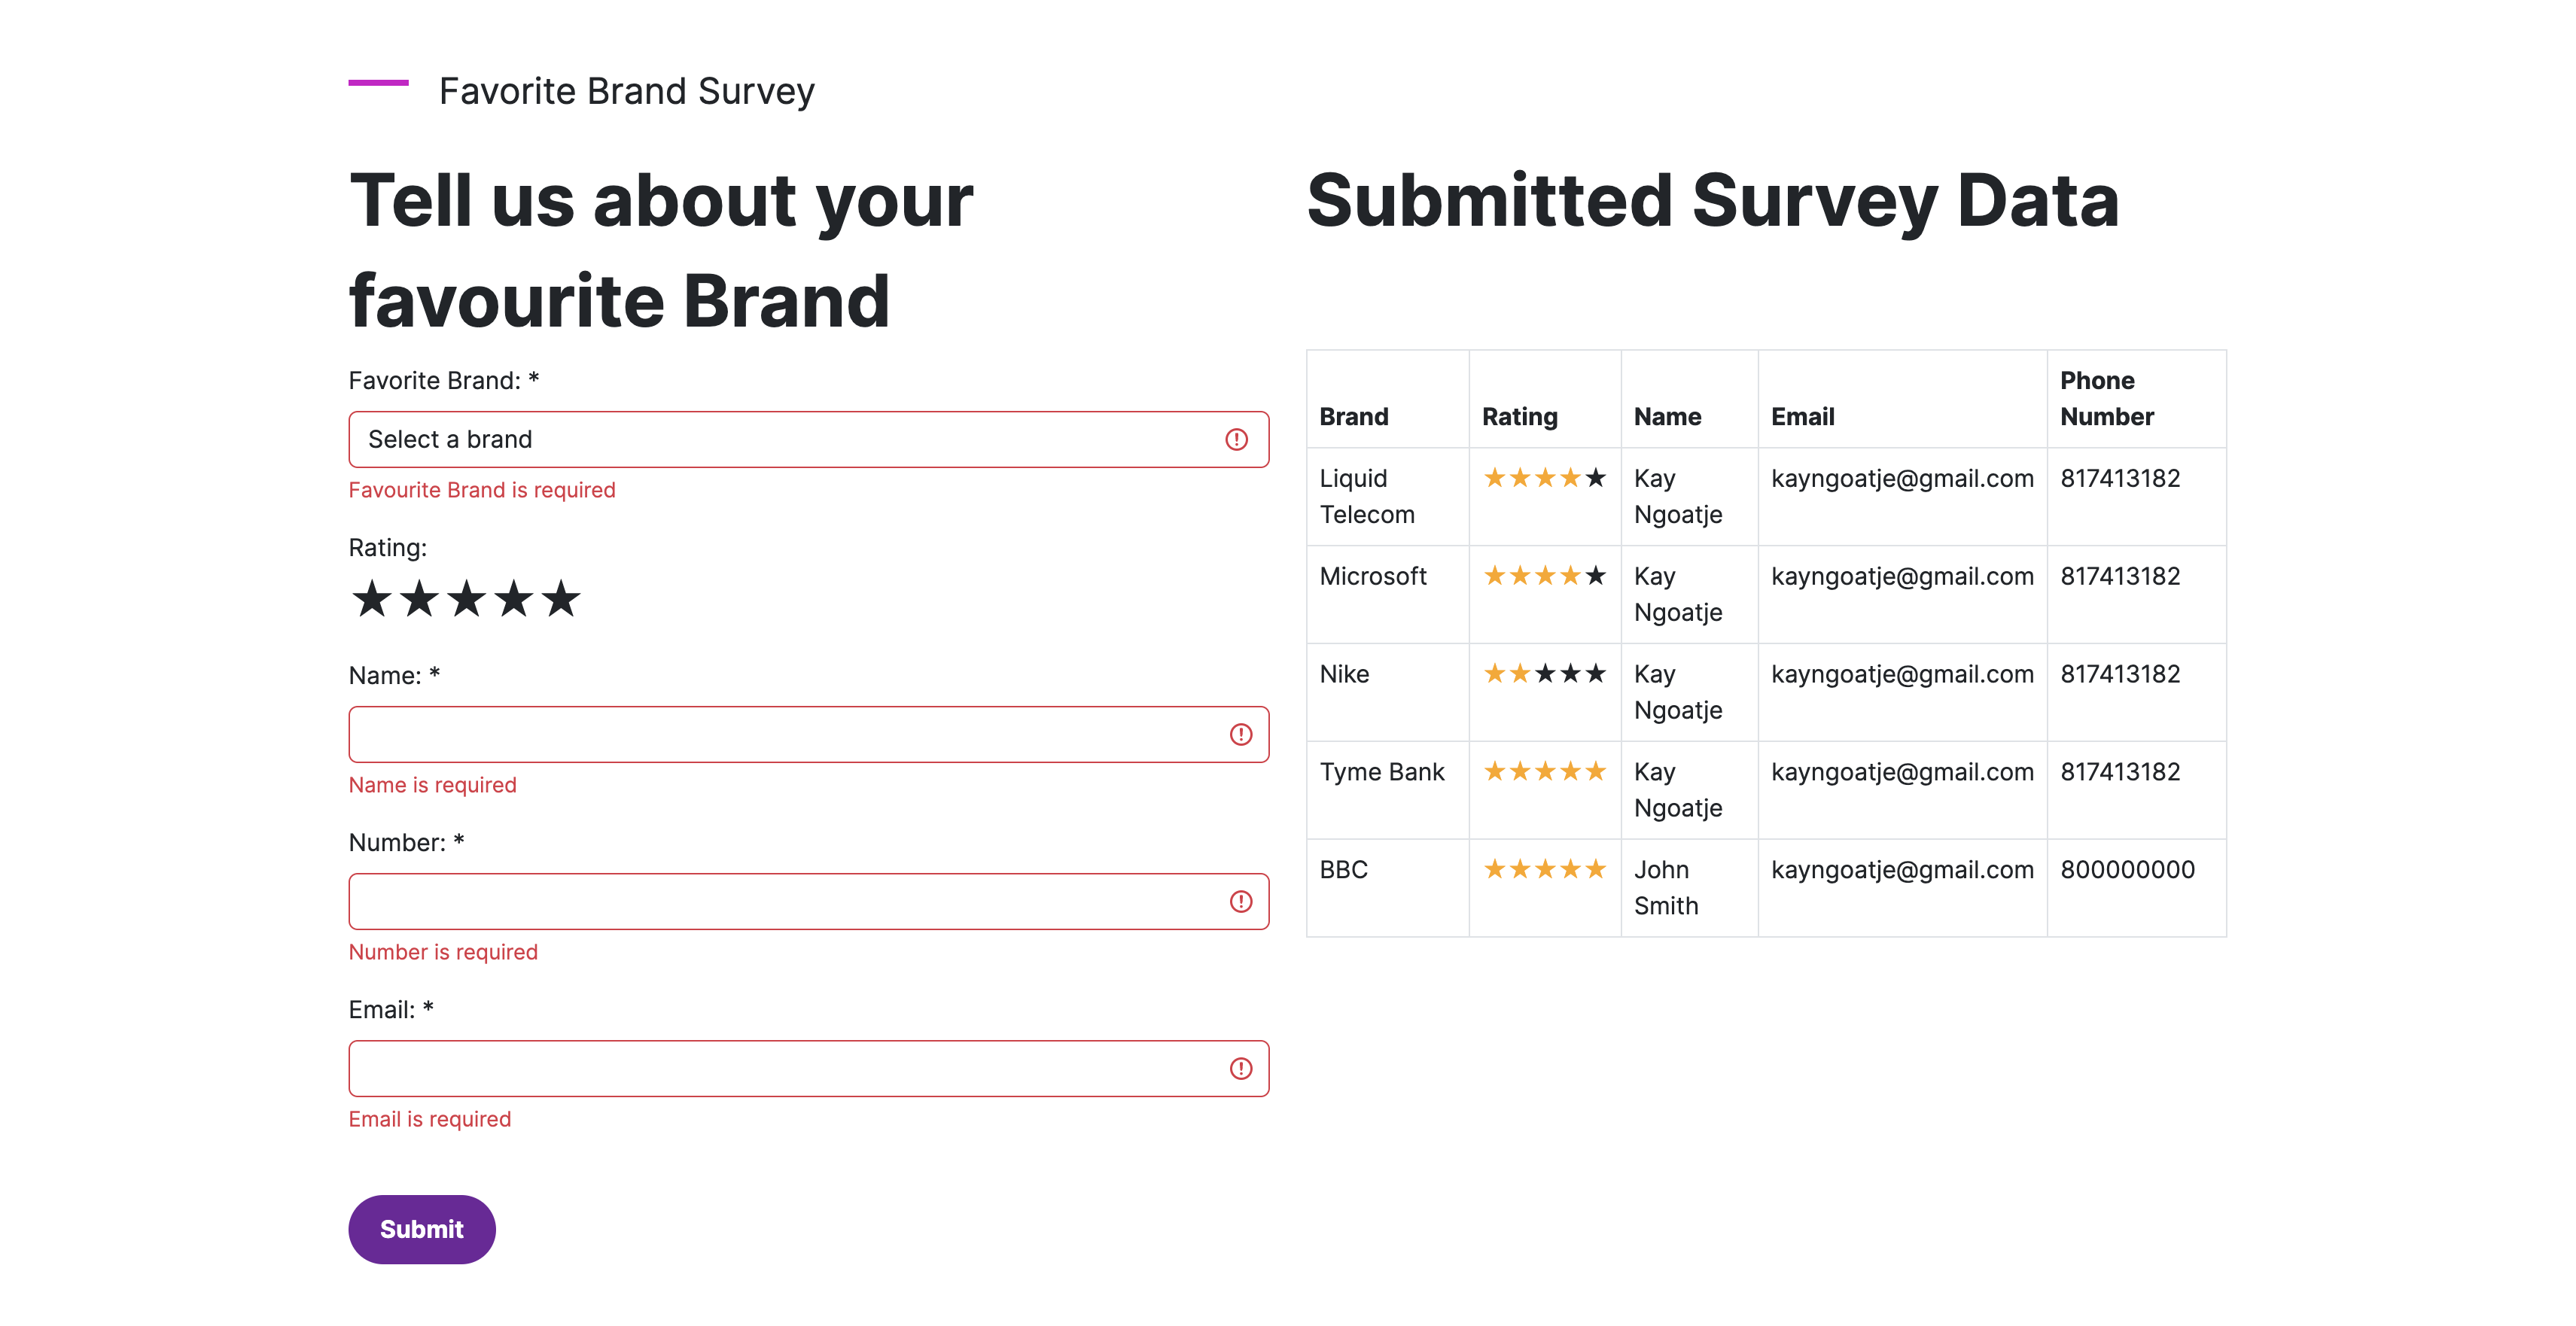 Favorite Brand Survey
Tell us about your
favourite Brand
Favorite Brand: *
Select a brand
Favourite Brand is required
Rating:
★★★★★
Name: *
Name is required
Number: *
Number is required
Email: *
Email is required
Submit
Submitted Survey Data
Brand Rating Name Email Phone Number
Liquid Telecom ★★★★★ Kay Ngoatje kayngoatje@gmail.com 817413182
Microsoft ★★★★★ Kay Ngoatje kayngoatje@gmail.com 817413182
Nike ★★★★★ Kay Ngoatje kayngoatje@gmail.com 817413182
Tyme Bank ★★★★★ Kay Ngoatje kayngoatje@gmail.com 817413182
BBC ★★★★★ John Smith kayngoatje@gmail.com 800000000